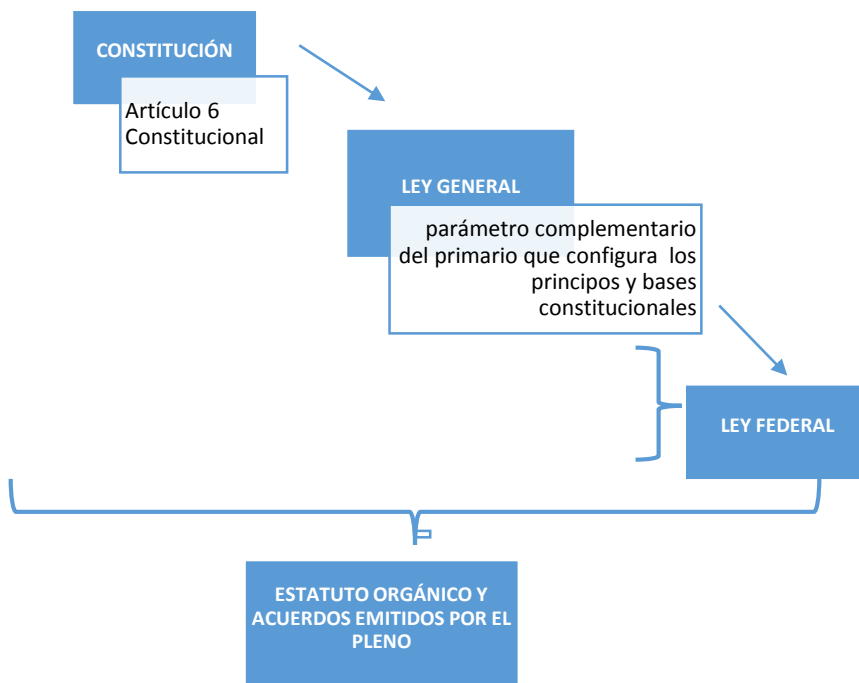 CONSTITUCIÓN
Artículo 6
Constitucional
LEY GENERAL
parámetro complementario
del primario que configura los
principos y bases
constitucionales
LEY FEDERAL
ESTATUTO ORGÁNICO Y
ACUERDOS EMITIDOS POR EL
PLENO